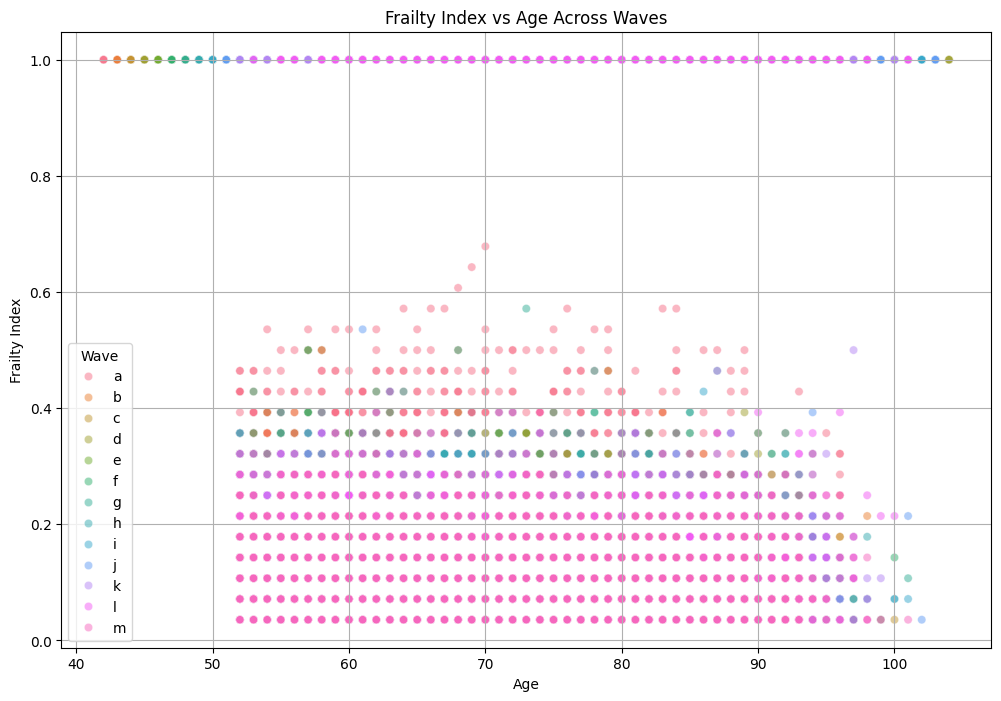 Frailty Index vs Age Across Waves
Frailty Index
1.0
0.8
0.6
0.4
0.2
0.0
Wave
a
b
c
d
e
f
g
h
i
j
k
l
m
40 50 60 70 80 90 100
Age